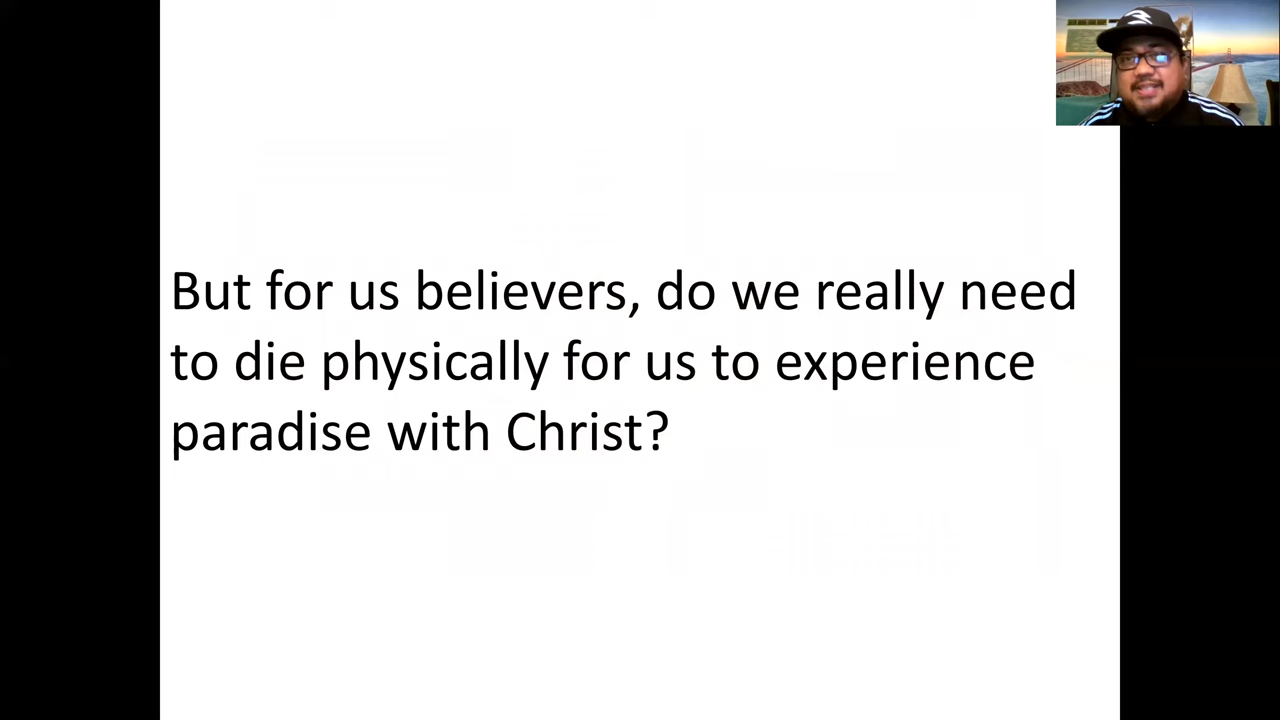 But for us believers, do we really need
to die physically for us to experience
paradise with Christ?